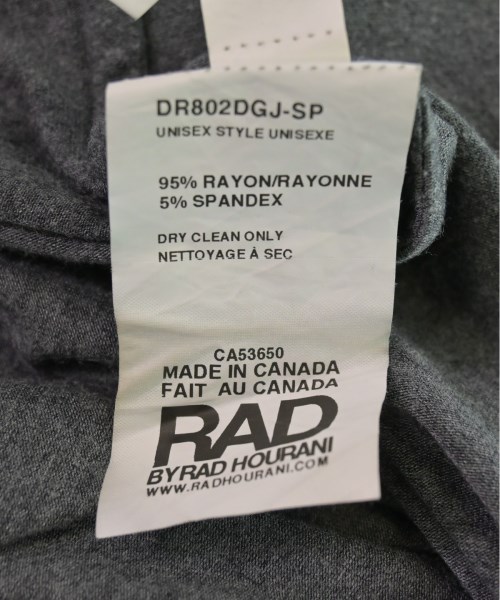 DR802DGJ-SP
UNISEX STYLE UNISEXE
95% RAYON/RAYONNE
5% SPANDEX
DRY CLEAN ONLY
NETTOYAGE À SEC
CA53650
MADE IN CANADA
FAIT AU CANADA
RAD
BY RAD HOURANI
WWW.RADHOURANI.COM